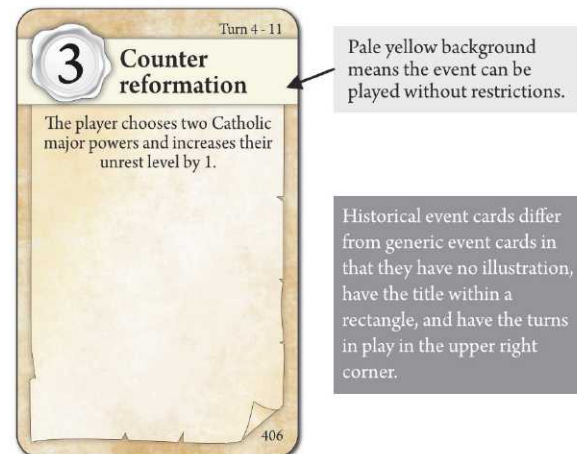 Turn 4 - 11
3
Counter
reformation
The player chooses two Catholic
major powers and increases their
unrest level by 1.
406
Pale yellow background
means the event can be
played without restrictions.
Historical event cards differ
from generic event cards in
that they have no illustration,
have the title within a
rectangle, and have the turns
in play in the upper right
corner.